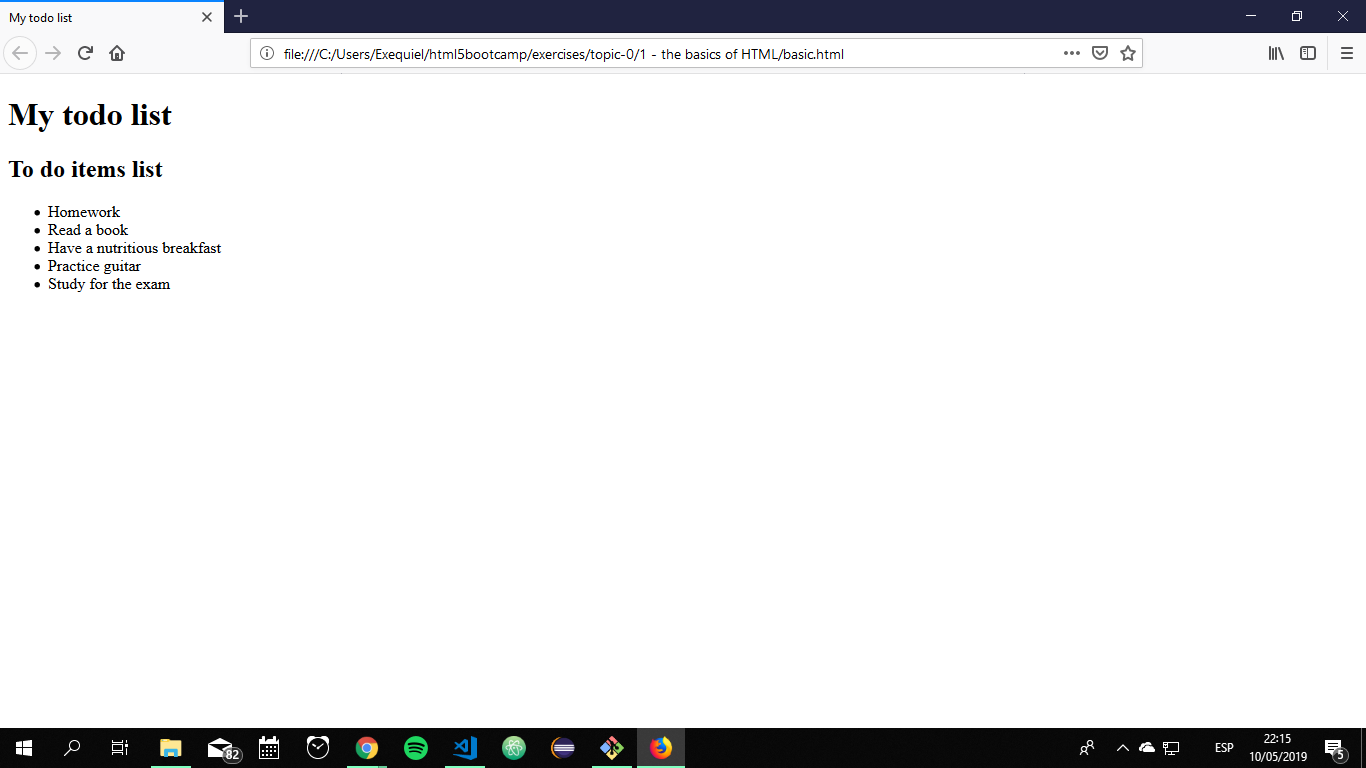 My todo list
file:///C:/Users/Exequiel/html5bootcamp/exercises/topic-0/1 - the basics of HTML/basic.html
My todo list
To do items list
Homework
Read a book
Have a nutritious breakfast
Practice guitar
Study for the exam
82
ESP
22:15
10/05/2019
5